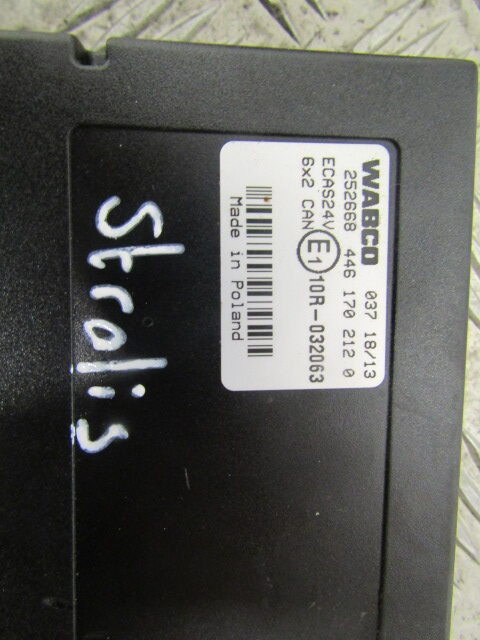 WABCO 037 18/13
252668 446 170 212 0
ECAS24V
6x2 CAN E1 10R-032063
Made in Poland
Stralis